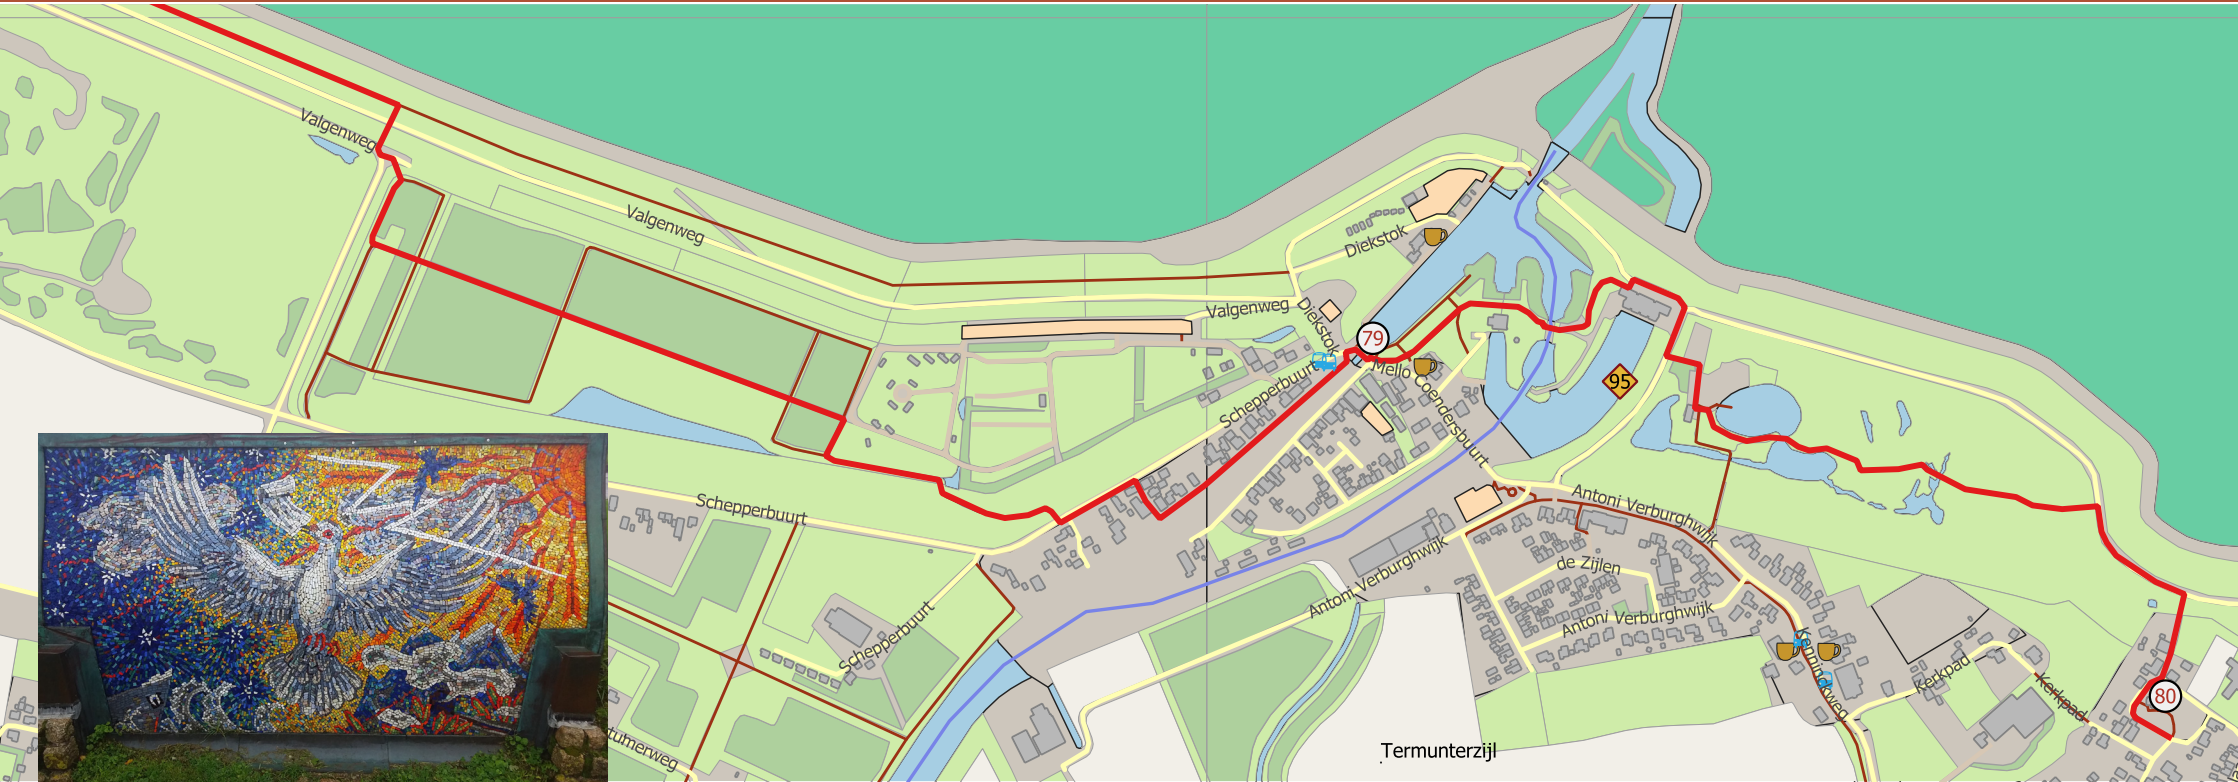 Valgenweg
Valgenweg
Diekstok
Valgenweg
Diekstok
79
Mello Coendersbuurt
Schepperbuurt
95
Schepperbuurt
Antoni Verburghwijk
de Zijlen
Antoni Verburghwijk
Antoni Verburghwijk
Schepperbuurt
Kerkpad
Kerkpad
80
Termunterzijl